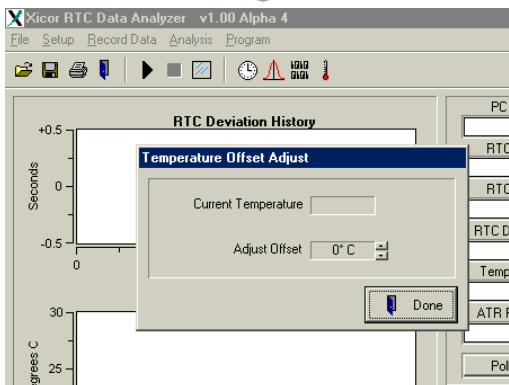 Xicor RTC Data Analyzer v1.00 Alpha 4
File Setup Record Data Analysis Program
RTC Deviation History
PC
+0.5
RTC
Temperature Offset Adjust
Seconds
0
RTC
Current Temperature
RTC D
-0.5
Adjust Offset 0° C
0
Temp
Done
30
ATR F
grees C
25
Pol